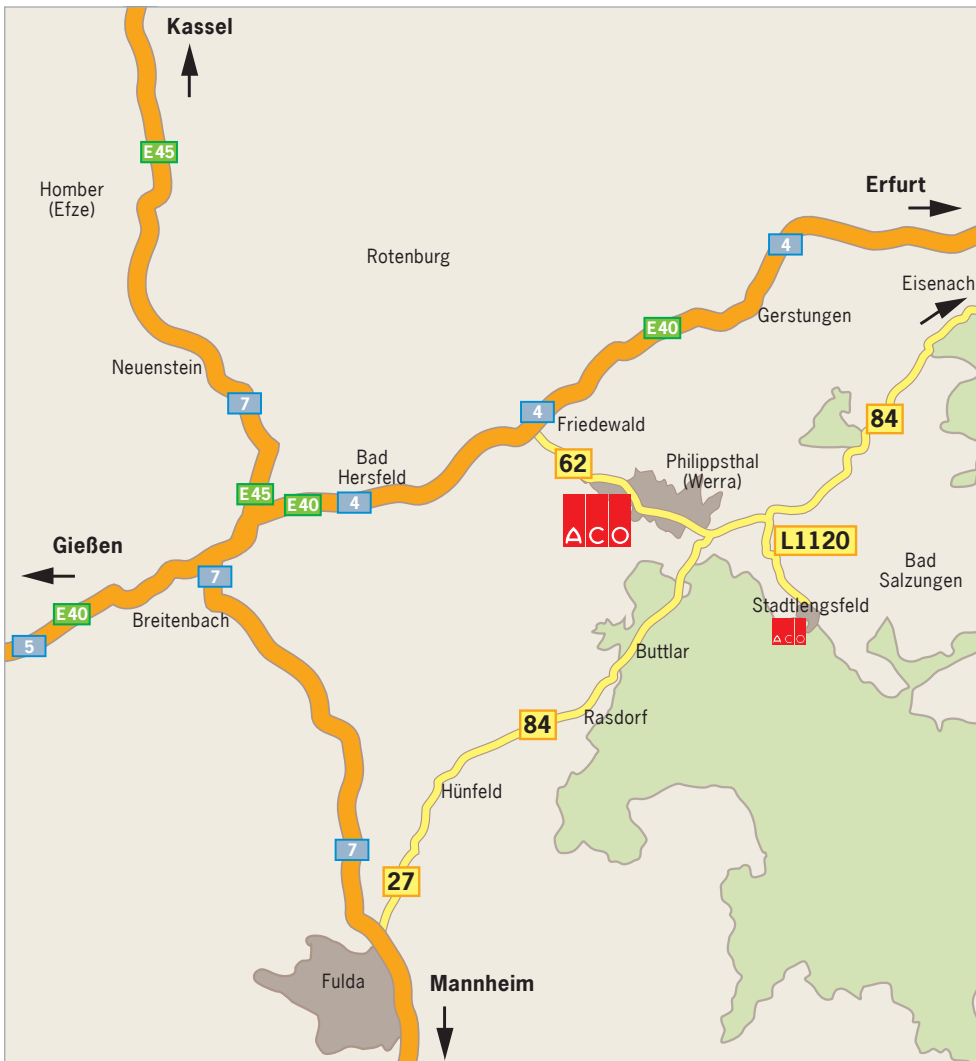 Kassel
E45
Homber
(Efze)
Erfurt
4
Rotenburg
Eisenach
Gerstungen
E40
Neuenstein
7
4
Friedewald
84
62
Bad
Hersfeld
Philippsthal
(Werra)
E45
E40
4
ACO
L1120
Gießen
7
Bad
Salzungen
E40
Breitenbach
Stadtlengsfeld
5
ACO
Buttlar
84
Rasdorf
Hünfeld
7
27
Fulda
Mannheim